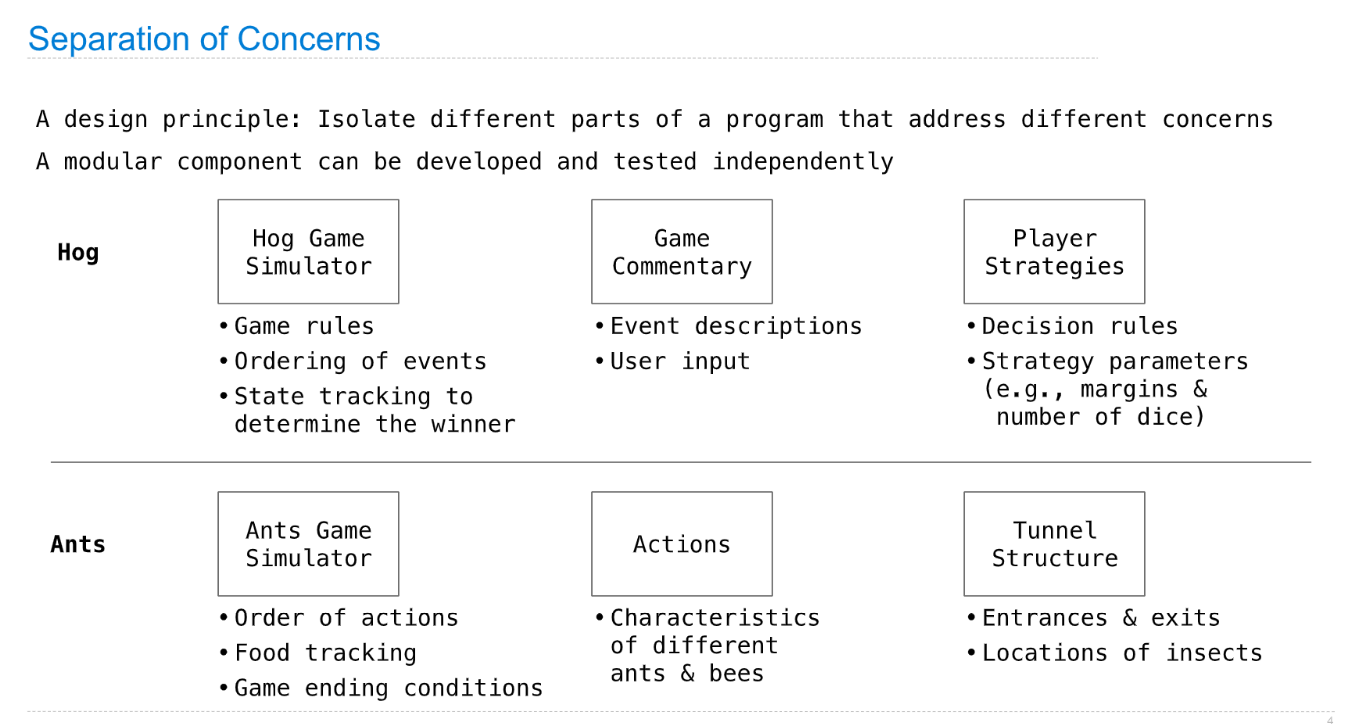 Separation of Concerns
A design principle: Isolate different parts of a program that address different concerns
A modular component can be developed and tested independently
Hog
Hog Game
Simulator
• Game rules
• Ordering of events
• State tracking to
determine the winner
Game
Commentary
• Event descriptions
• User input
Player
Strategies
• Decision rules
• Strategy parameters
(e.g., margins &
number of dice)
Ants
Ants Game
Simulator
• Order of actions
• Food tracking
• Game ending conditions
Actions
• Characteristics
of different
ants & bees
Tunnel
Structure
• Entrances & exits
• Locations of insects
4